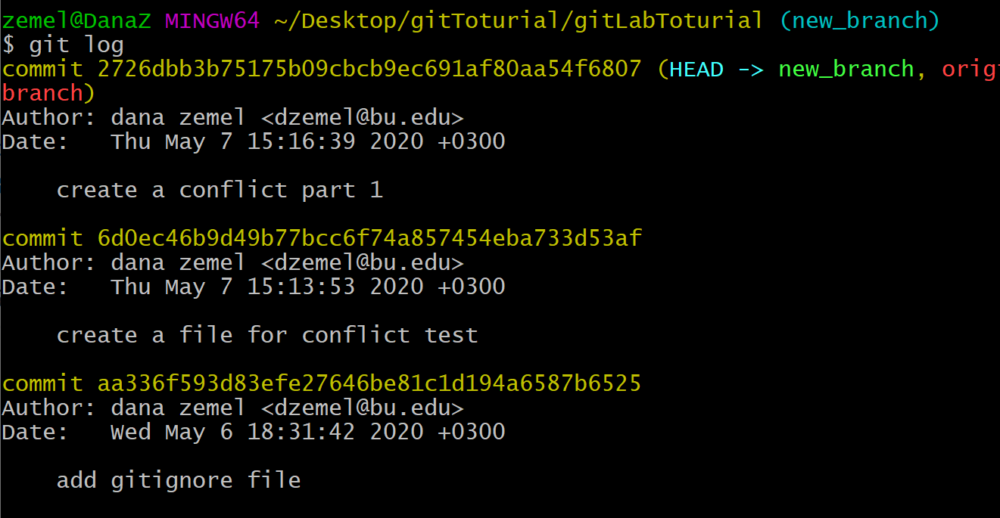 zemel@DanaZ MINGW64 ~/Desktop/gitToturial/gitLabToturial (new_branch)
$ git log
commit 2726dbb3b75175b09cbcb9ec691af80aa54f6807 (HEAD -> new_branch, orig
branch)
Author: dana zemel <dzemel@bu.edu>
Date:   Thu May 7 15:16:39 2020 +0300
    create a conflict part 1
commit 6d0ec46b9d49b77bcc6f74a857454eba733d53af
Author: dana zemel <dzemel@bu.edu>
Date:   Thu May 7 15:13:53 2020 +0300
    create a file for conflict test
commit aa336f593d83efe27646be81c1d194a6587b6525
Author: dana zemel <dzemel@bu.edu>
Date:   Wed May 6 18:31:42 2020 +0300
    add gitignore file